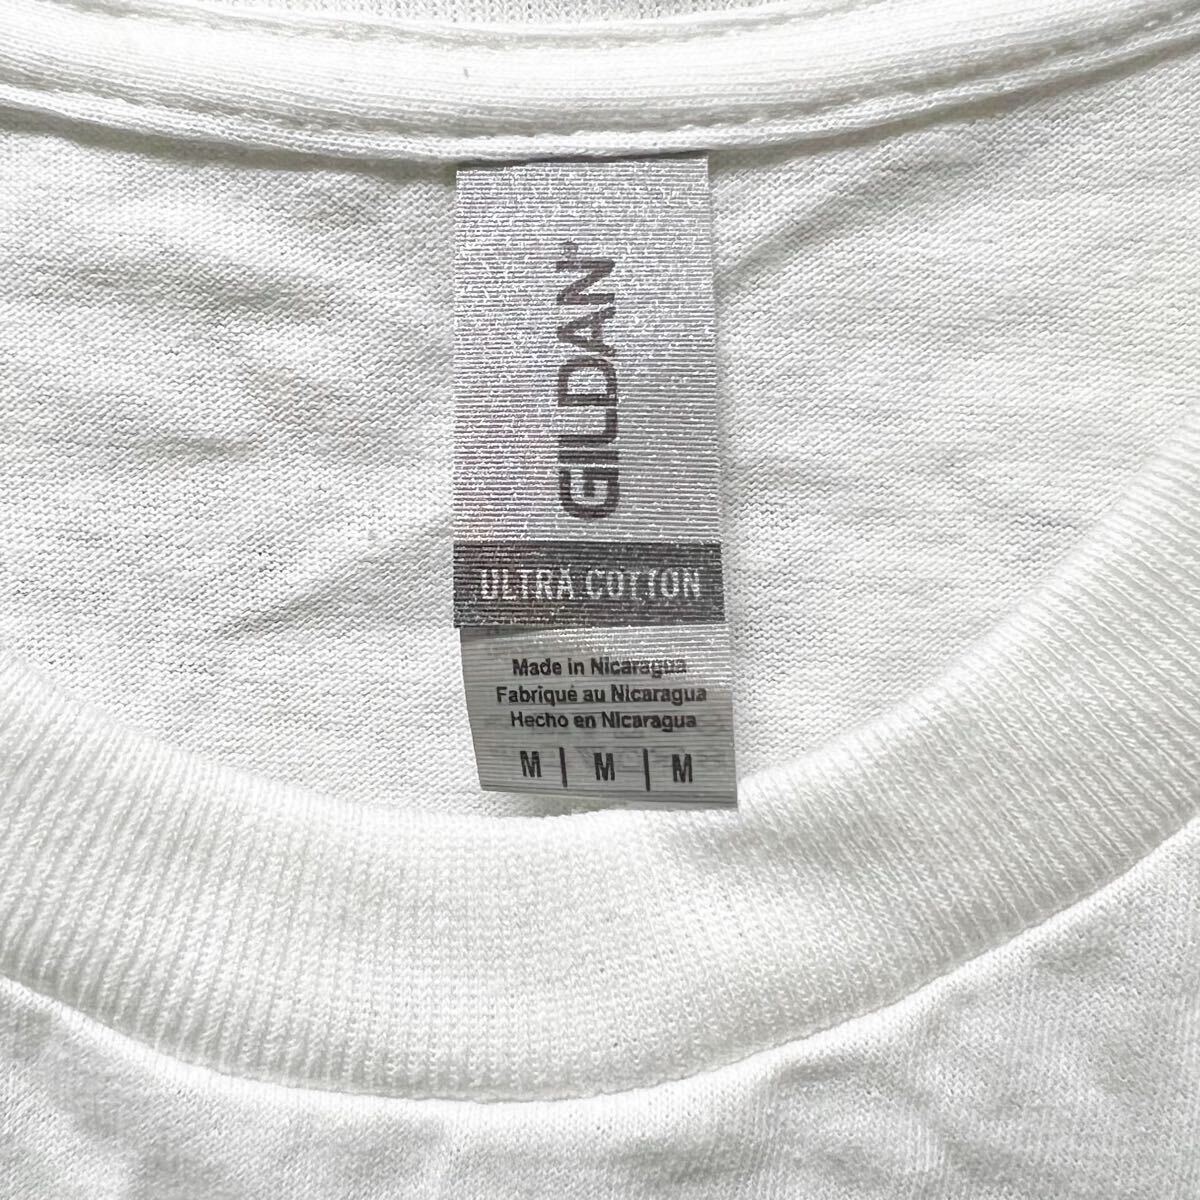 GILDAN®
ULTRA COTTON
Made in Nicaragua
Fabriqué au Nicaragua
Hecho en Nicaragua
M | M | M